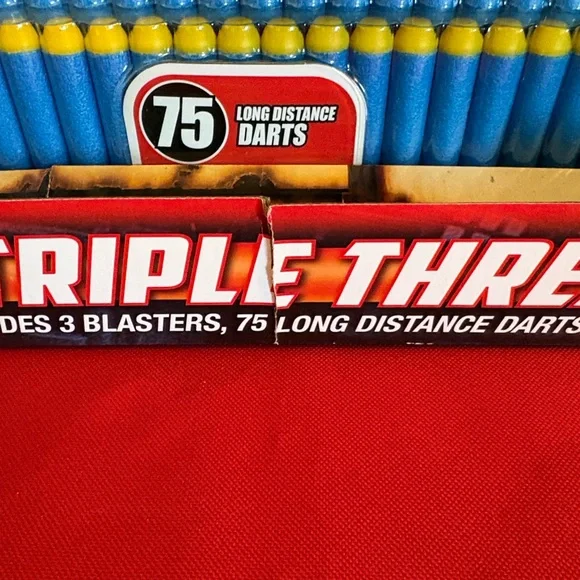 75 LONG DISTANCE
DARTS
TRIPLE THRE
DES 3 BLASTERS, 75 LONG DISTANCE DARTS